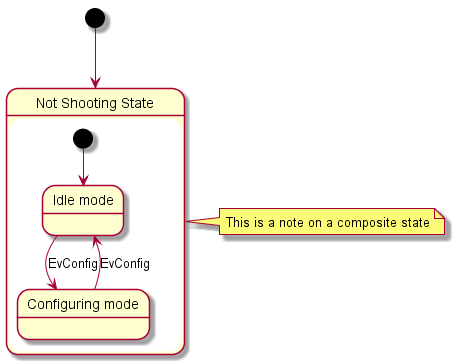 Not Shooting State
Idle mode
This is a note on a composite state
EvConfig
EvConfig
Configuring mode